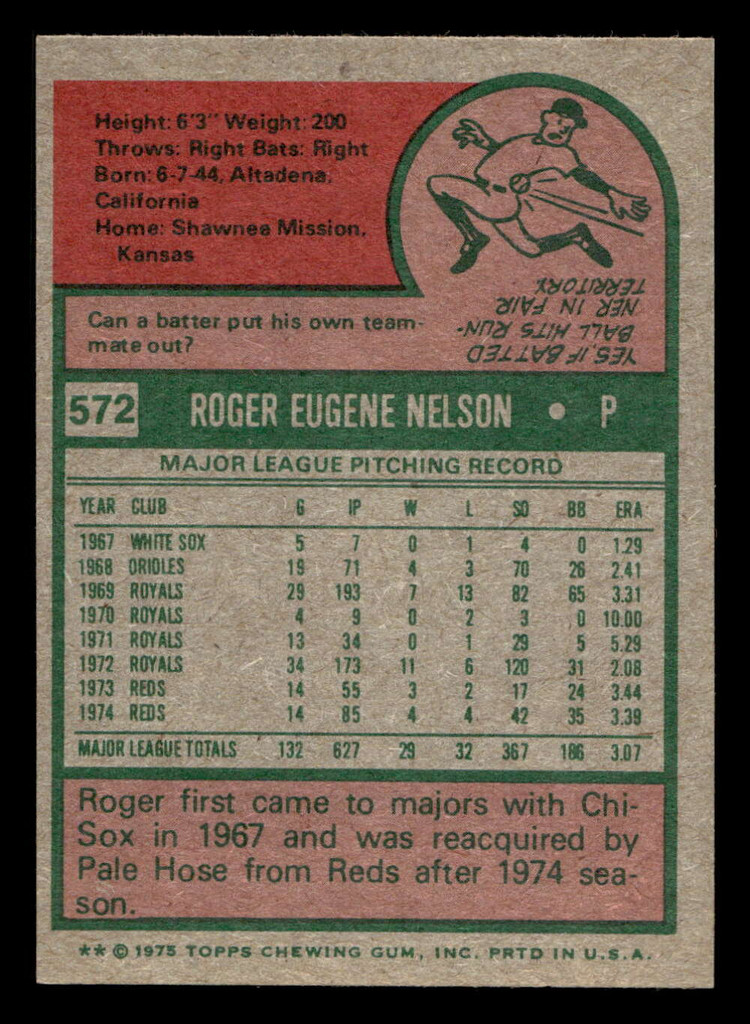 Height: 6'3" Weight: 200
Throws: Right Bats: Right
Born: 6-7-44, Altadena,
California
Home: Shawnee Mission,
Kansas
Can a batter put his own team-
mate out?
YES, IF BATTED
BALL HITS RUN-
NER IN FAIR
TERRITORY.
572 ROGER EUGENE NELSON • P
MAJOR LEAGUE PITCHING RECORD
YEAR CLUB G IP W L SO BB ERA
1967 WHITE SOX 5 7 0 1 4 0 1.29
1968 ORIOLES 19 71 4 3 70 26 2.41
1969 ROYALS 29 193 7 13 82 65 3.31
1970 ROYALS 4 9 0 2 3 0 10.00
1971 ROYALS 13 34 0 1 29 5 5.29
1972 ROYALS 34 173 11 6 120 31 2.08
1973 REDS 14 55 3 2 17 24 3.44
1974 REDS 14 85 4 4 42 35 3.39
MAJOR LEAGUE TOTALS 132 627 29 32 367 186 3.07
Roger first came to majors with Chi-
Sox in 1967 and was reacquired by
Pale Hose from Reds after 1974 sea-
son.
** © 1975 TOPPS CHEWING GUM, INC. PRTD IN U.S.A.